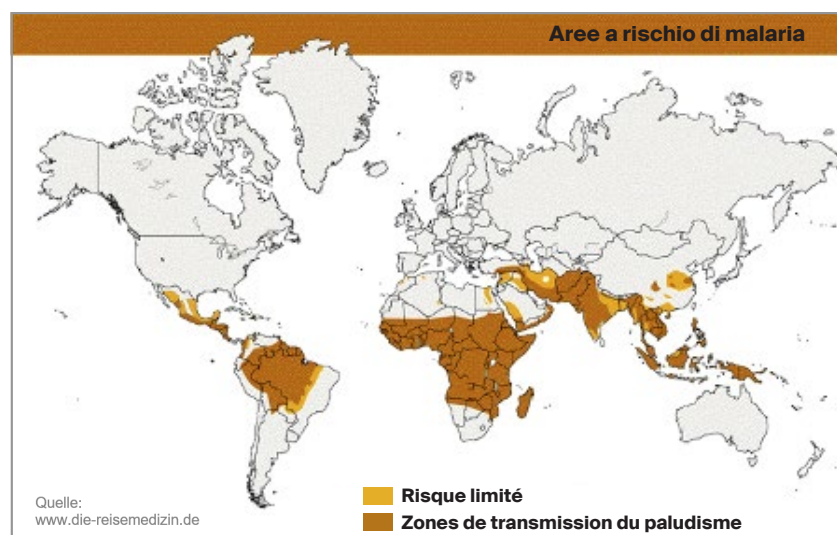 Aree a rischio di malaria
Quelle:
www.die-reisemedizin.de
Risque limité
Zones de transmission du paludisme